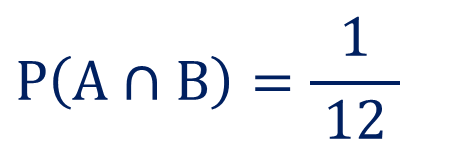 P(A ∩ B) = 1/12